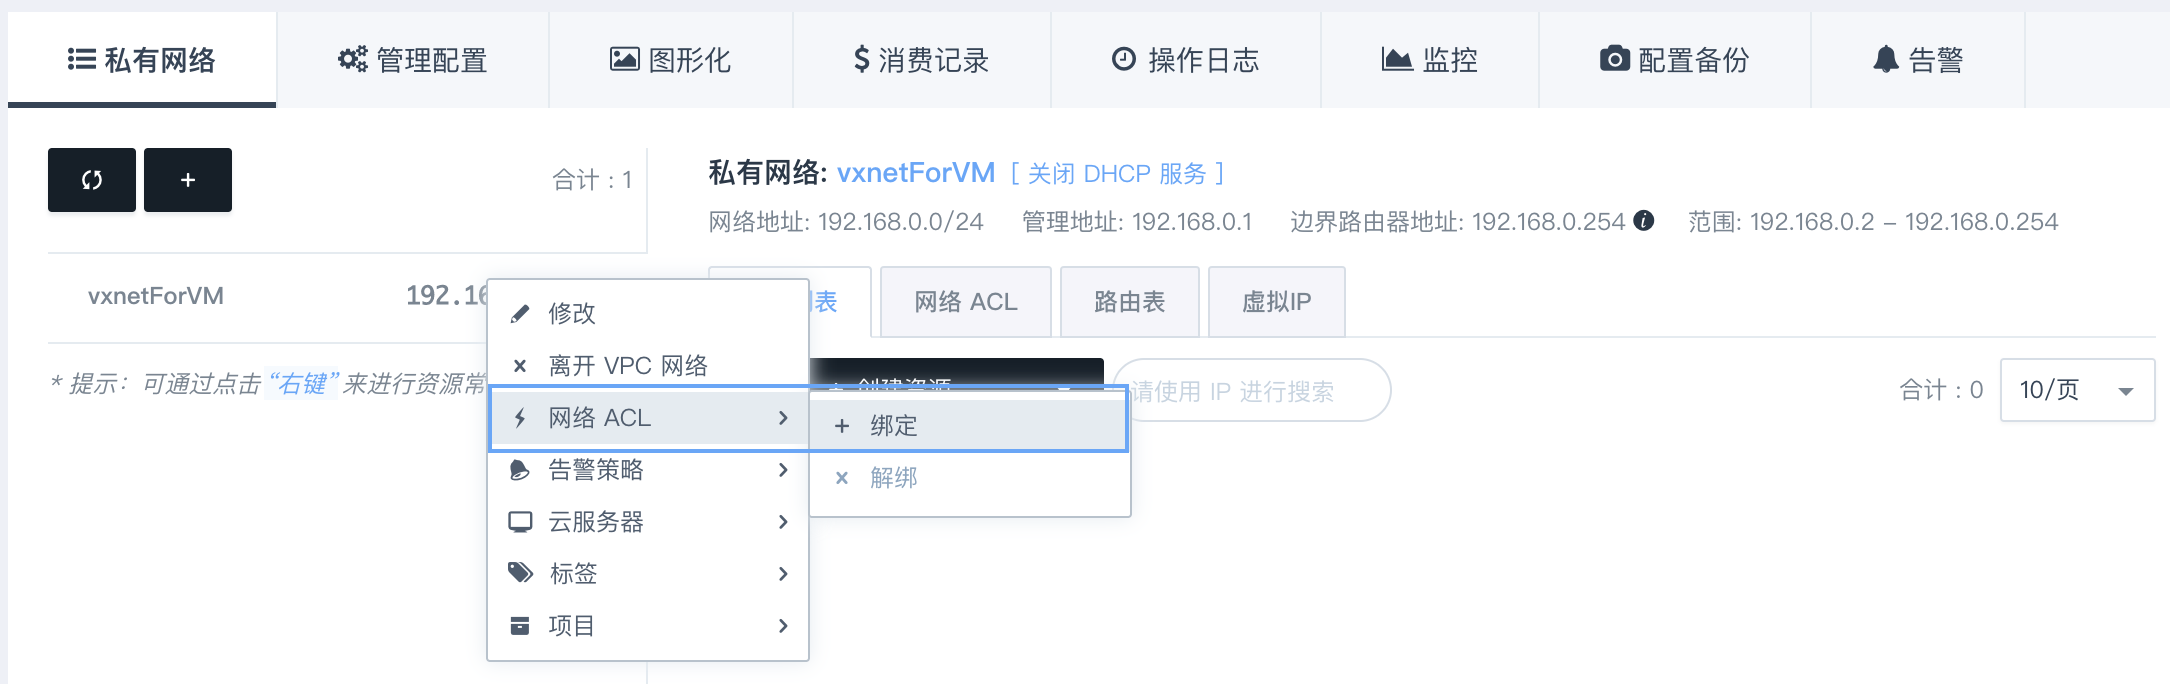 私有网络
管理配置
图形化
消费记录
操作日志
监控
配置备份
告警
合计：1
私有网络: vxnetForVM [ 关闭 DHCP 服务 ]
网络地址: 192.168.0.0/24 管理地址: 192.168.0.1 边界路由器地址: 192.168.0.254 范围: 192.168.0.2 – 192.168.0.254
vxnetForVM 192.16
表
网络 ACL
路由表
虚拟IP
* 提示：可通过点击“右键”来进行资源常
创建资源
请使用 IP 进行搜索
合计：0
10/页
修改
离开 VPC 网络
网络 ACL
告警策略
云服务器
标签
项目
绑定
解绑